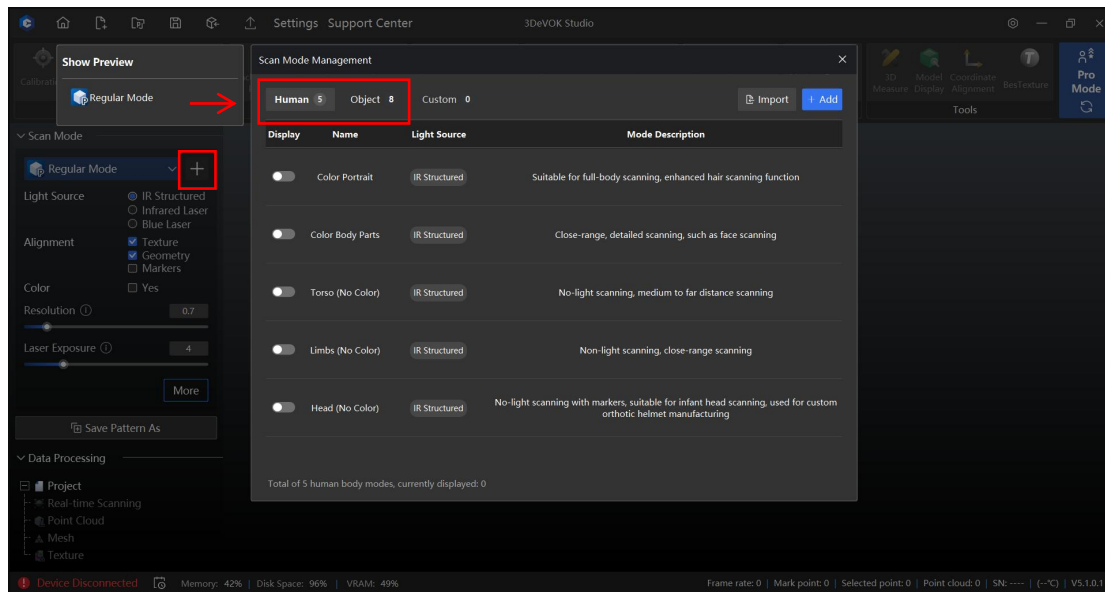 Settings Support Center
3DeVOK Studio
Show Preview
Regular Mode
Scan Mode Management
Human 5 Object 8 Custom 0
Import + Add
Display Name Light Source Mode Description
Color Portrait IR Structured Suitable for full-body scanning, enhanced hair scanning function
Color Body Parts IR Structured Close-range, detailed scanning, such as face scanning
Torso (No Color) IR Structured No-light scanning, medium to far distance scanning
Limbs (No Color) IR Structured Non-light scanning, close-range scanning
Head (No Color) IR Structured No-light scanning with markers, suitable for infant head scanning, used for custom
orthotic helmet manufacturing
Total of 5 human body modes, currently displayed: 0
3D
Measure
Model
Display
Coordinate
Alignment
BesTexture
Tools
Pro
Mode
Scan Mode
Regular Mode
Light Source IR Structured
Infrared Laser
Blue Laser
Alignment Texture
Geometry
Markers
Color Yes
Resolution 0.7
Laser Exposure 4
More
Save Pattern As
Data Processing
Project
Real-time Scanning
Point Cloud
Mesh
Texture
Device Disconnected Memory: 42% | Disk Space: 96% | VRAM: 49%
Frame rate: 0 | Mark point: 0 | Selected point: 0 | Point cloud: 0 | SN: ---- | (--℃) | V5.1.0.1